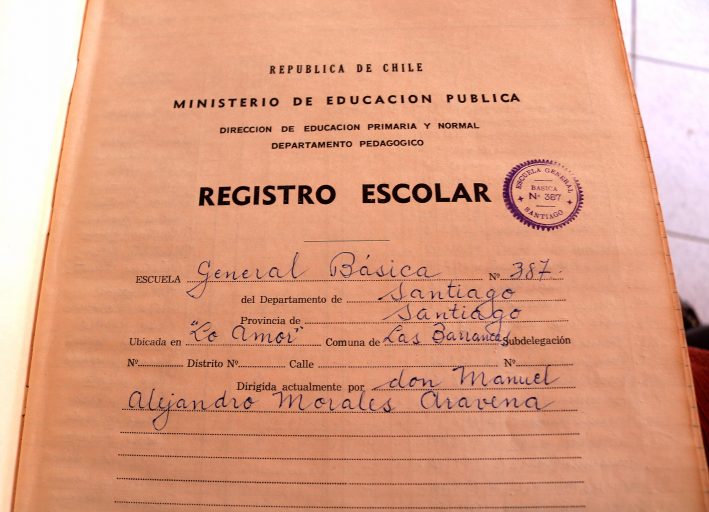 REPUBLICA DE CHILE
MINISTERIO DE EDUCACION PUBLICA
DIRECCION DE EDUCACION PRIMARIA Y NORMAL
DEPARTAMENTO PEDAGOGICO
REGISTRO ESCOLAR
ESCUELA GENERAL
BASICA
Nº 387
SANTIAGO
ESCUELA General Básica Nº 387.
del Departamento de Santiago
Provincia de Santiago
Ubicada en "Lo Amor" Comuna de Las Barrancas Subdelegación
Nº Distrito Nº Calle Nº
Dirigida actualmente por don Manuel
Alejandro Morales Aravena